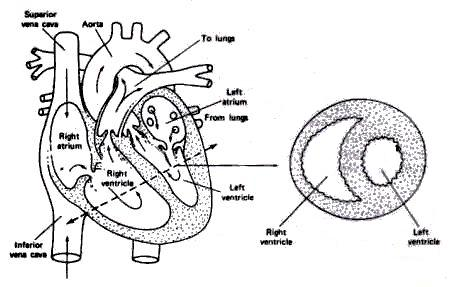 Superior
vena cava
Aorta
To lungs
Left
atrium
From lungs
Right
atrium
Right
ventricle
Left
ventricle
Inferior
vena cava
Right
ventricle
Left
ventricle